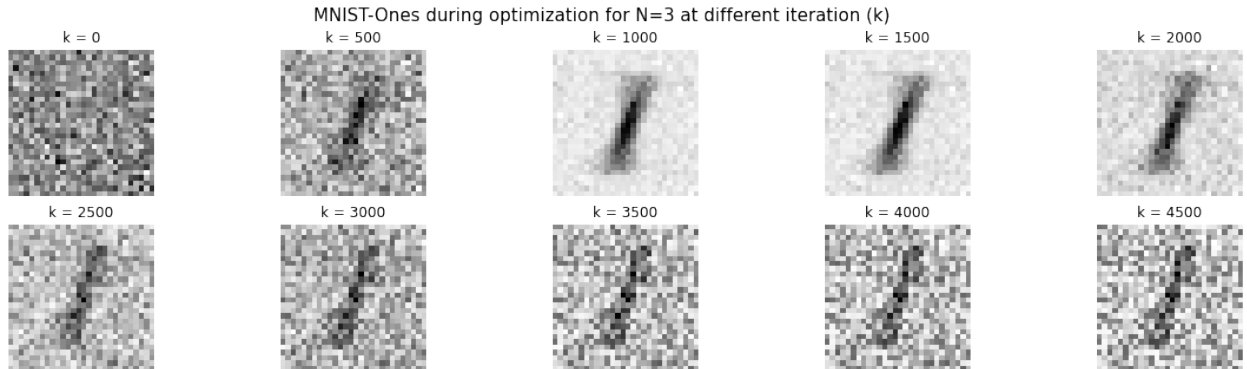 MNIST-Ones during optimization for N=3 at different iteration (k)
k = 0
k = 500
k = 1000
k = 1500
k = 2000
k = 2500
k = 3000
k = 3500
k = 4000
k = 4500